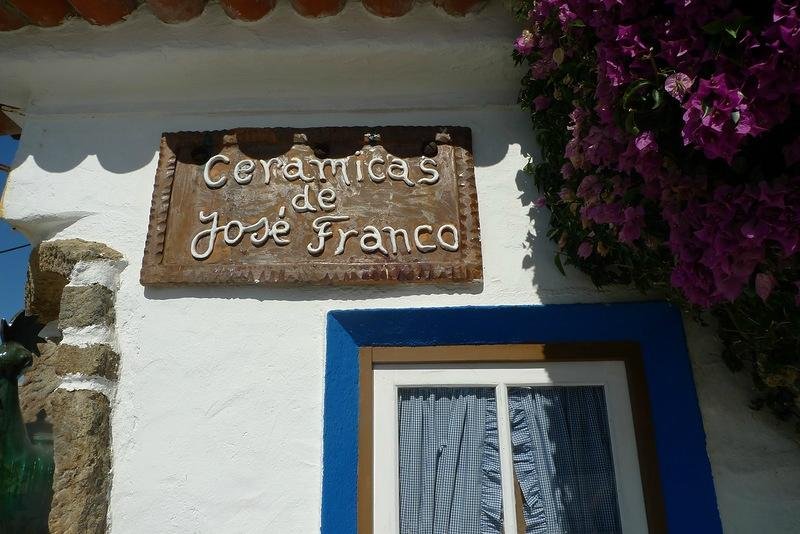 Ceramicas
de
José Franco